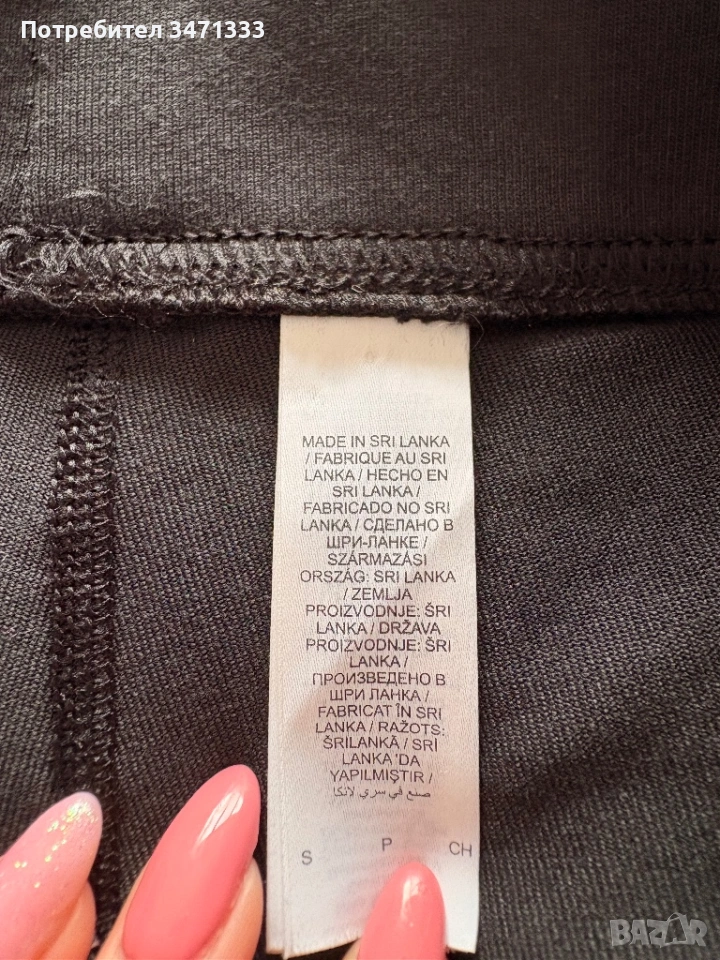 Потребител 3471333
MADE IN SRI LANKA
/ FABRIQUE AU SRI
LANKA / HECHO EN
SRI LANKA /
FABRICADO NO SRI
LANKA / СДЕЛАНО В
ШРИ-ЛАНКЕ /
SZÁRMAZÁSI
ORSZÁG: SRI LANKA
/ ZEMLJA
PROIZVODNJE: ŠRI
LANKA / DRŽAVA
PROIZVODNJE: ŠRI
LANKA /
ПРОИЗВЕДЕНО В
ШРИ ЛАНКА /
FABRICAT ÎN SRI
LANKA / RAŽOTS:
ŠRILANKĀ / SRİ
LANKA 'DA
YAPILMIŞTIR /
صنع في سري لانكا
S P CH
BAZAR